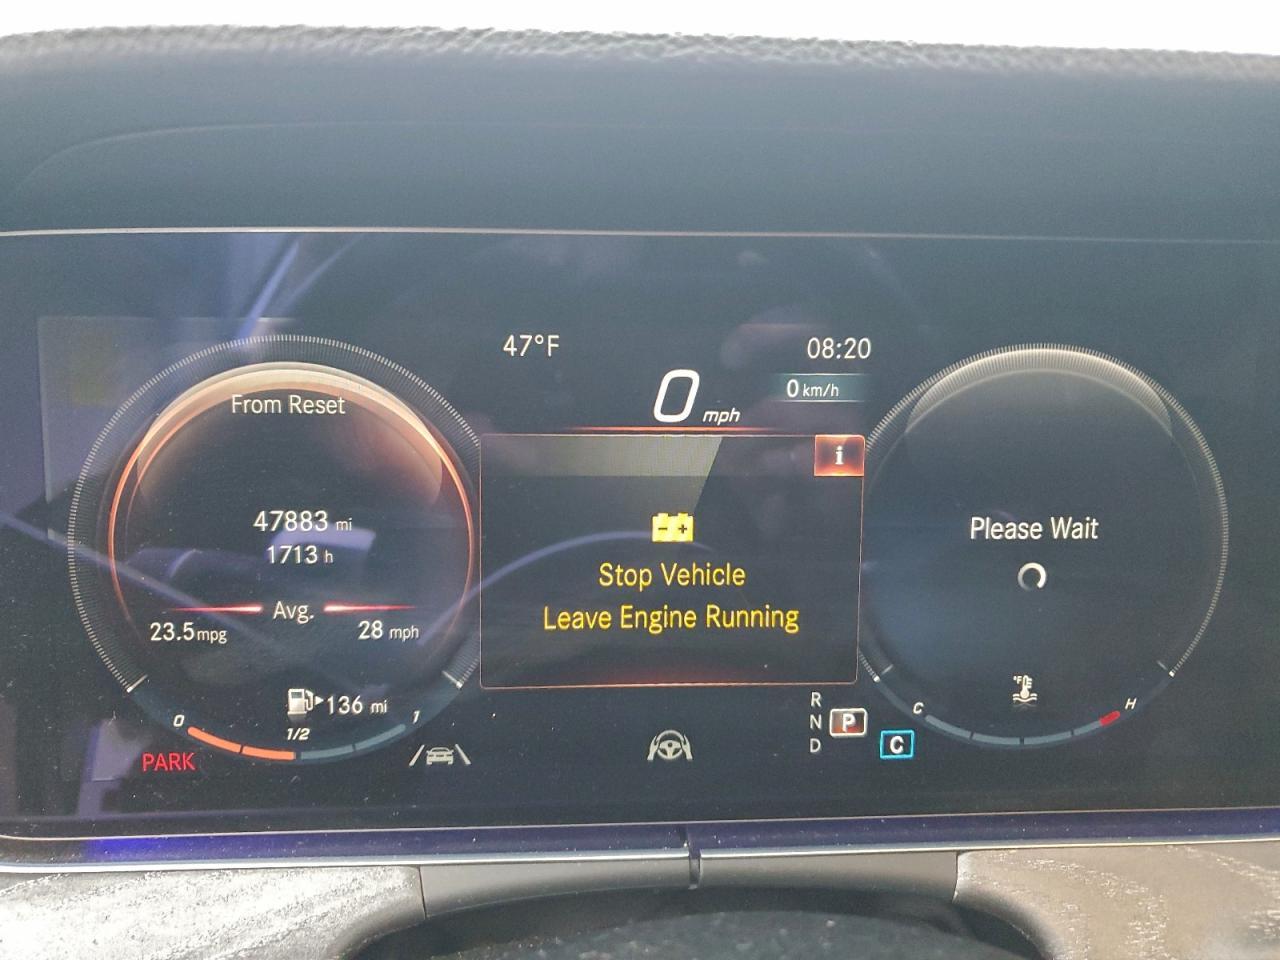 47°F
08:20
0 mph
0 km/h
From Reset
47883 mi
1713 h
Avg.
23.5 mpg
28 mph
136 mi
0
1/2
1
PARK
i
- +
Stop Vehicle
Leave Engine Running
R
N
D
P
C
Please Wait
°F
C
H